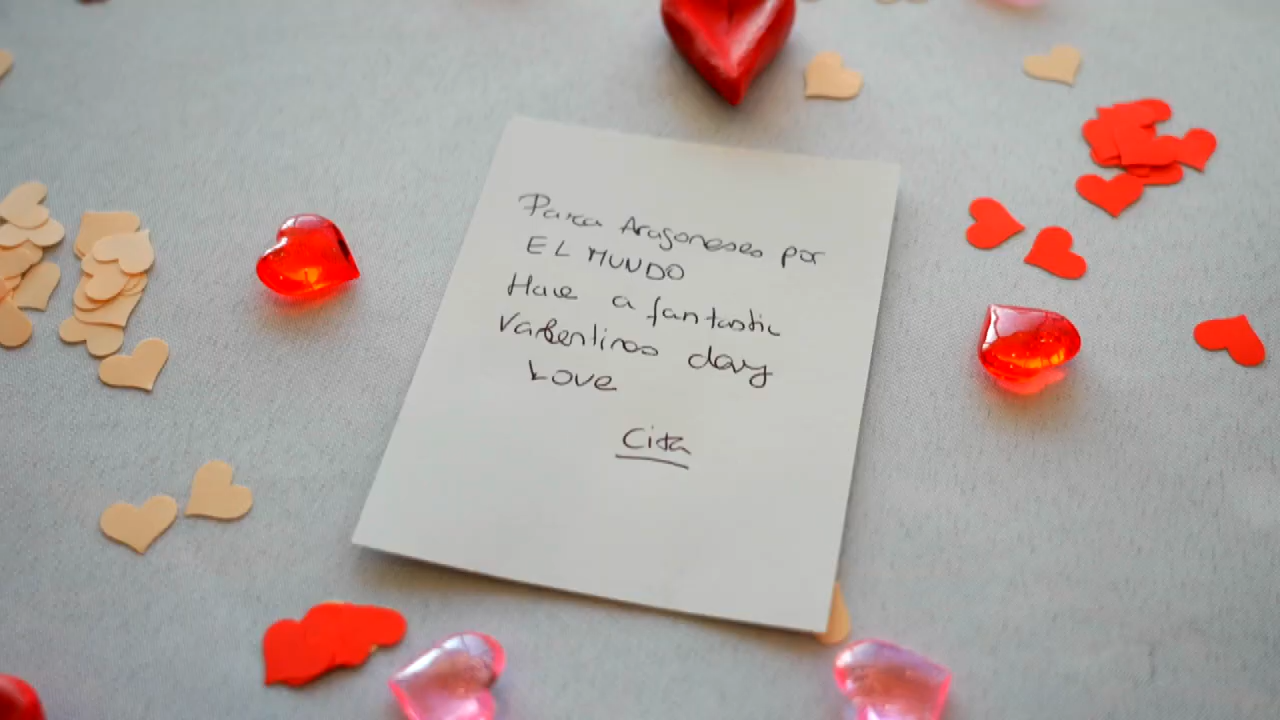 Para Aragoneses por
EL MUNDO
Have a fantastic
Valentines day
Love
Cita